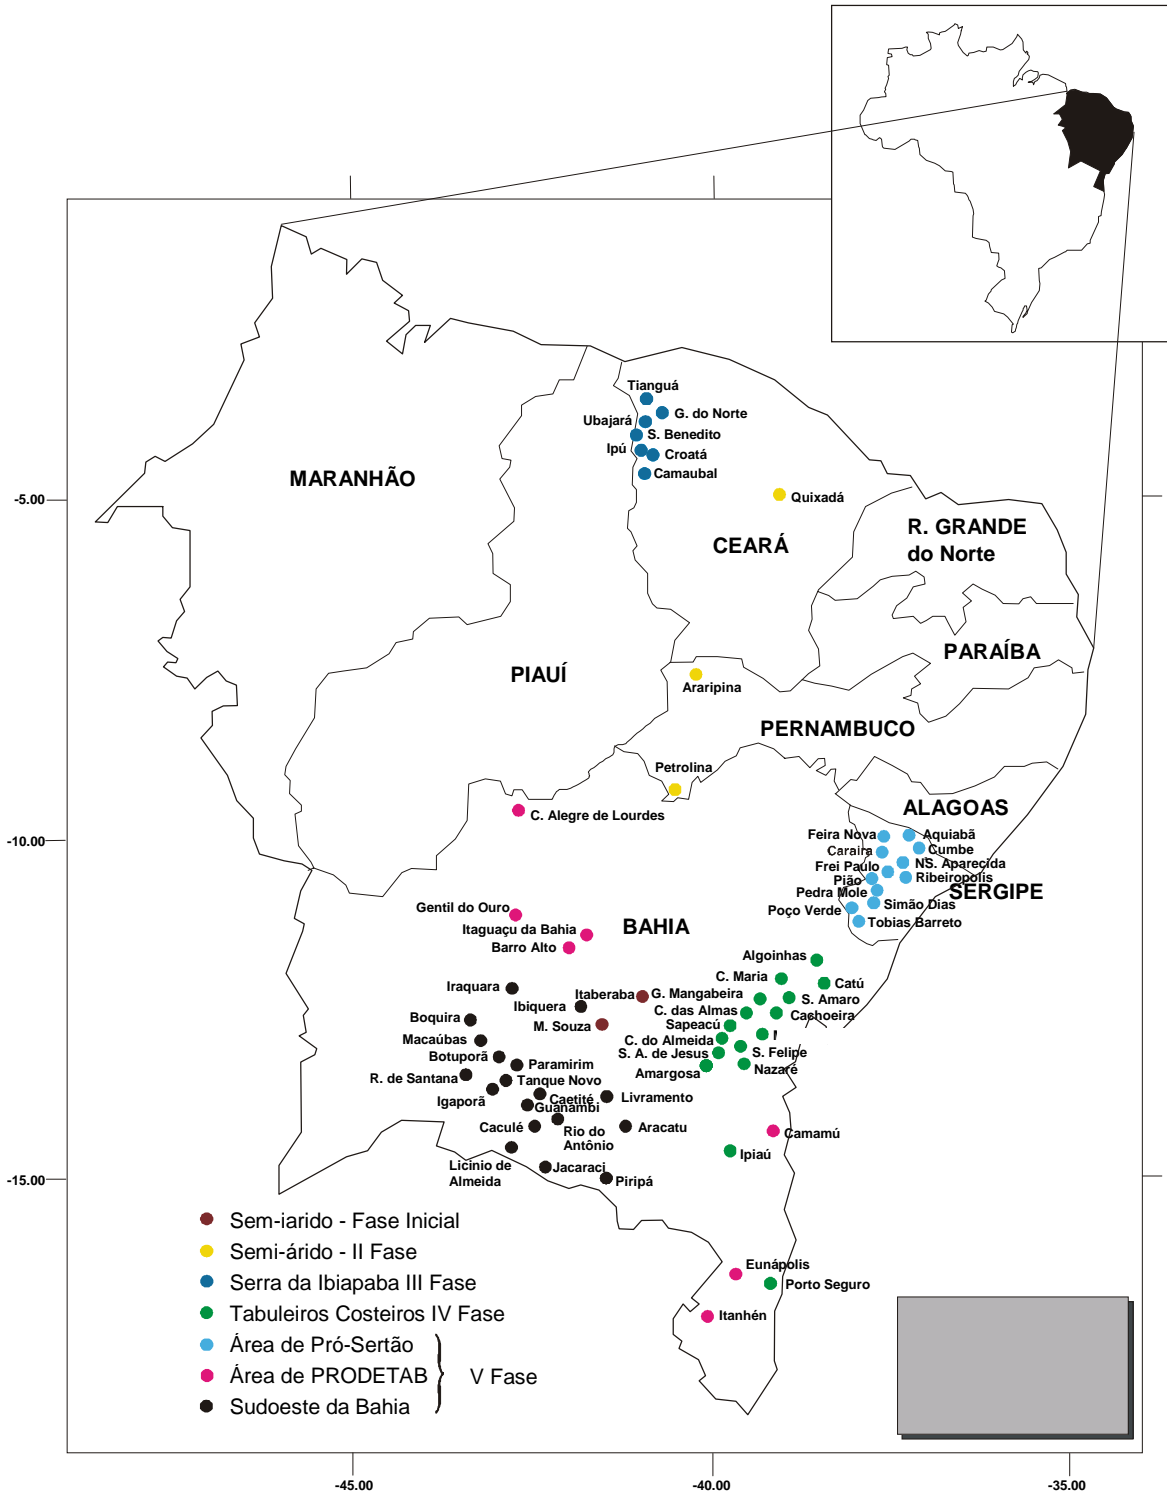 Tianguá
G. do Norte
Ubajará
S. Benedito
Ipú
Croatá
Camaubal
MARANHÃO
-5.00
Quixadá
R. GRANDE
do Norte
CEARÁ
PARAÍBA
PIAUÍ
Araripina
PERNAMBUCO
Petrolina
ALAGOAS
C. Alegre de Lourdes
-10.00
Feira Nova
Aquiabã
Caraira
Cumbe
Frei Paulo
NS. Aparecida
Pião
Ribeiropolis
Pedra Mole
SERGIPE
Poço Verde
Simão Dias
Tobias Barreto
Gentil do Ouro
BAHIA
Itaguaçu da Bahia
Barro Alto
Algoinhas
C. Maria
Catú
Iraquara
Itaberaba
G. Mangabeira
S. Amaro
Ibiquera
C. das Almas
Cachoeira
Boquira
M. Souza
Sapeacú
Macaúbas
C. do Almeida
Botuporã
S. A. de Jesus
S. Felipe
Paramirim
Amargosa
Nazaré
R. de Santana
Tanque Novo
Igaporã
Caetité
Livramento
Guanambi
Caculé
Rio do
Antônio
Aracatu
Camamú
Ipiaú
Licinio de
Almeida
Jacaraci
Piripá
-15.00
Sem-iarido - Fase Inicial
Semi-árido - II Fase
Serra da Ibiapaba III Fase
Tabuleiros Costeiros IV Fase
Área de Pró-Sertão
Área de PRODETAB
V Fase
Sudoeste da Bahia
Eunápolis
Porto Seguro
Itanhén
-45.00
-40.00
-35.00